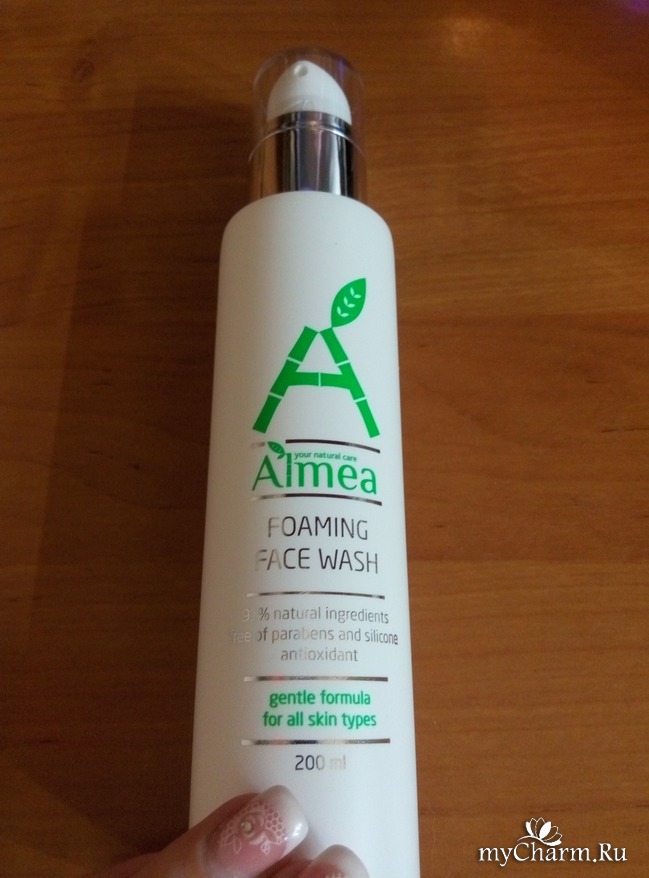 your natural care
Almea
FOAMING
FACE WASH
% natural ingredients
free of parabens and silicone
antioxidant
gentle formula
for all skin types
200 ml
myCharm.Ru